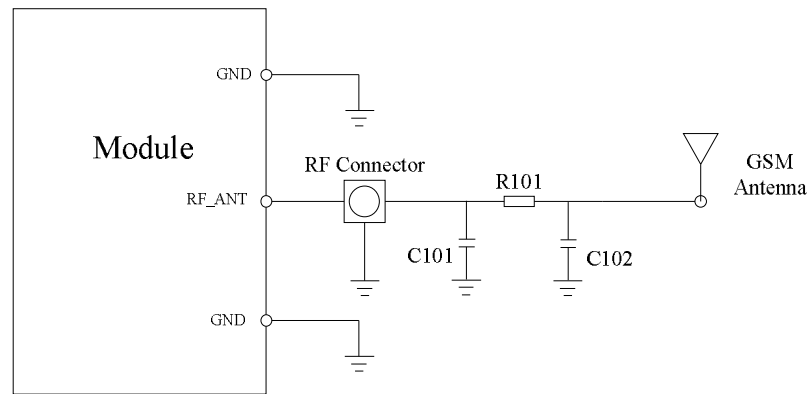 GND
Module
RF Connector
RF_ANT
R101
GSM
Antenna
C101
C102
GND